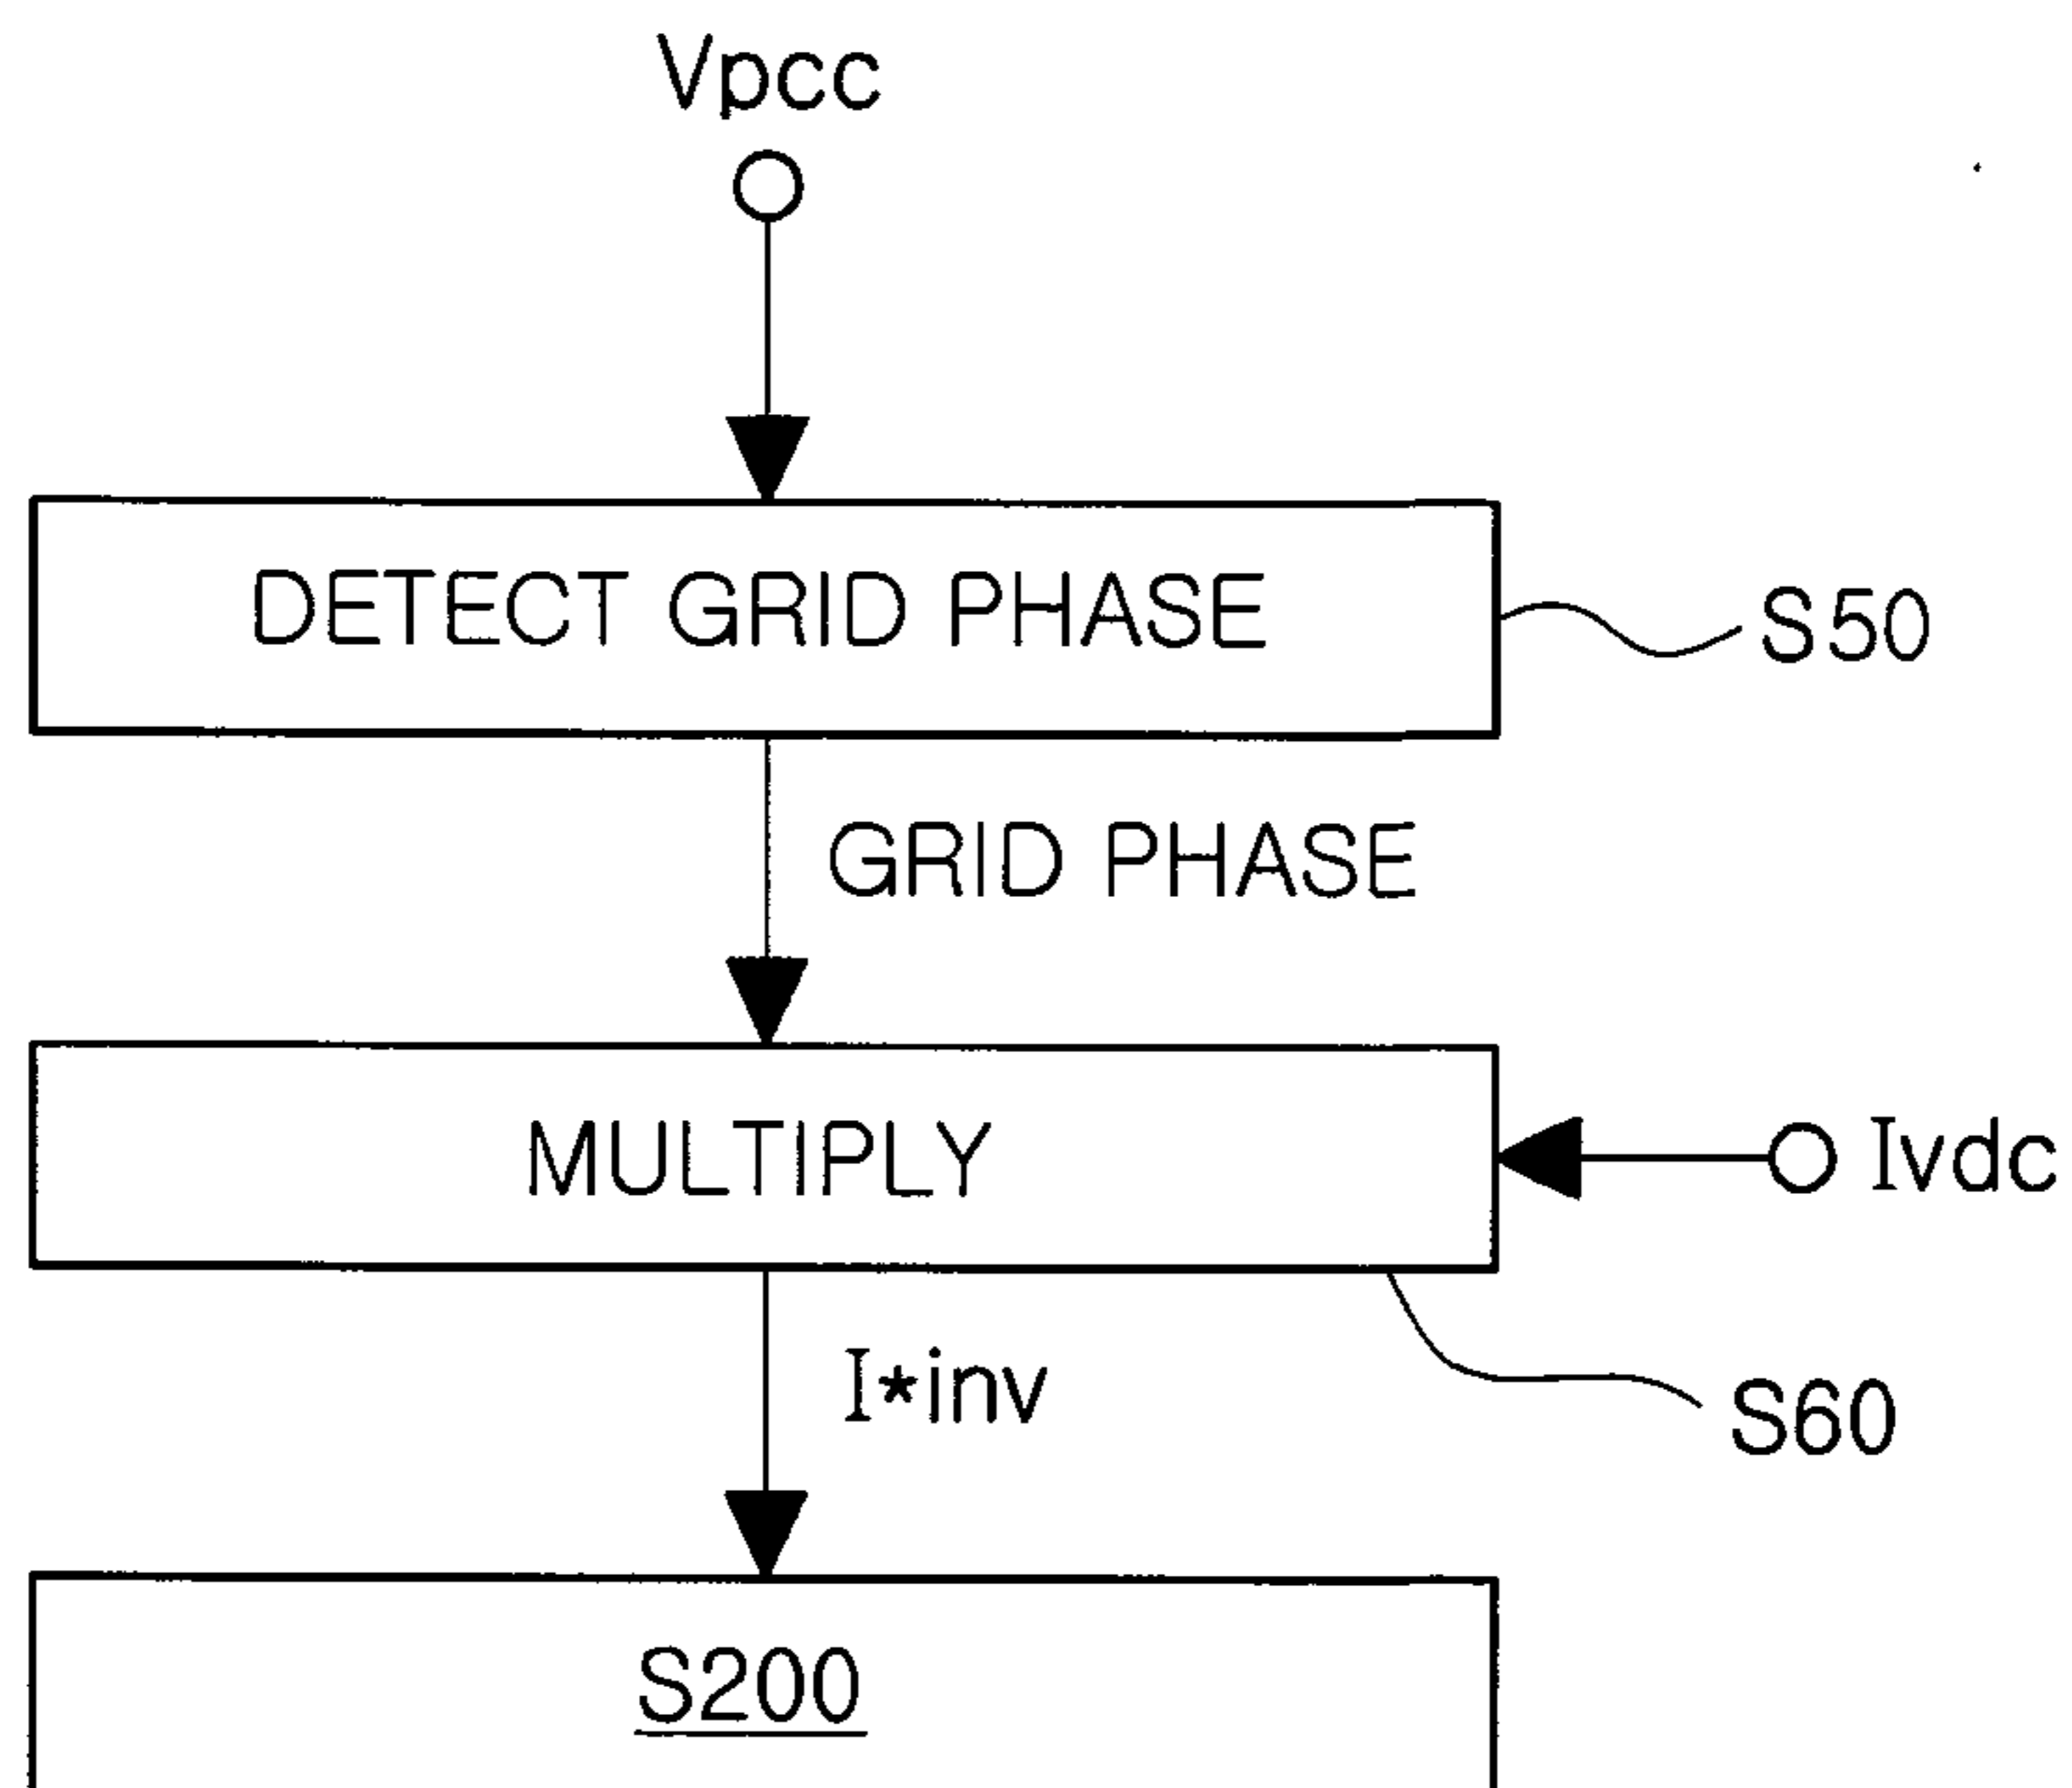 Vpcc
DETECT GRID PHASE
S50
GRID PHASE
MULTIPLY
Ivdc
I*inv
S60
S200